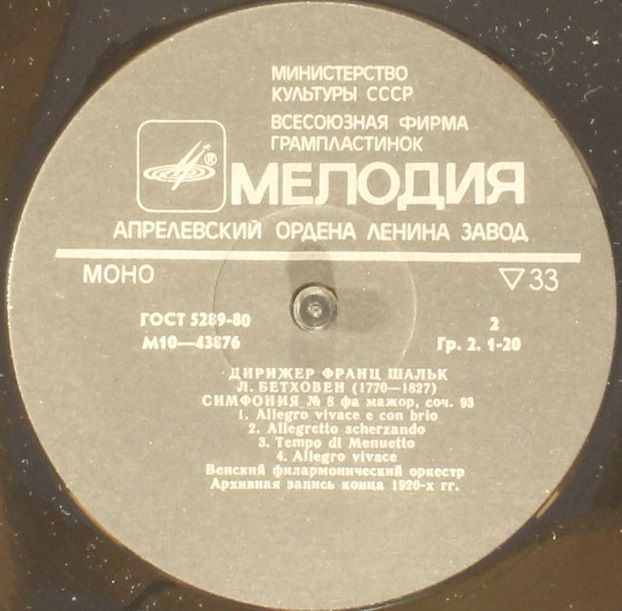 МИНИСТЕРСТВО
КУЛЬТУРЫ СССР
ВСЕСОЮЗНАЯ ФИРМА
ГРАМПЛАСТИНОК
®
МЕЛОДИЯ
АПРЕЛЕВСКИЙ ОРДЕНА ЛЕНИНА ЗАВОД
МОНО ▽33
ГОСТ 5289-80 2
М10—43876 Гр. 2. 1-20
ДИРИЖЕР ФРАНЦ ШАЛЬК
Л. БЕТХОВЕН (1770—1827)
СИМФОНИЯ № 8 фа мажор, соч. 93
1. Allegro vivace e con brio
2. Allegretto scherzando
3. Tempo di Menuetto
4. Allegro vivace
Венский филармонический оркестр
Архивная запись конца 1920-х гг.